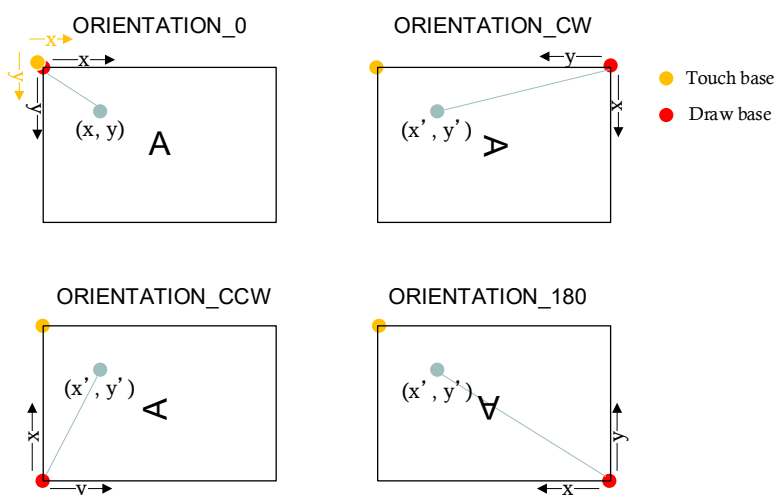 ORIENTATION_0
x
x
y
y
(x, y)
A
ORIENTATION_CW
y
x
(x', y')
A
Touch base
Draw base
ORIENTATION_CCW
(x', y')
A
x
y
ORIENTATION_180
(x', y')
A
y
x